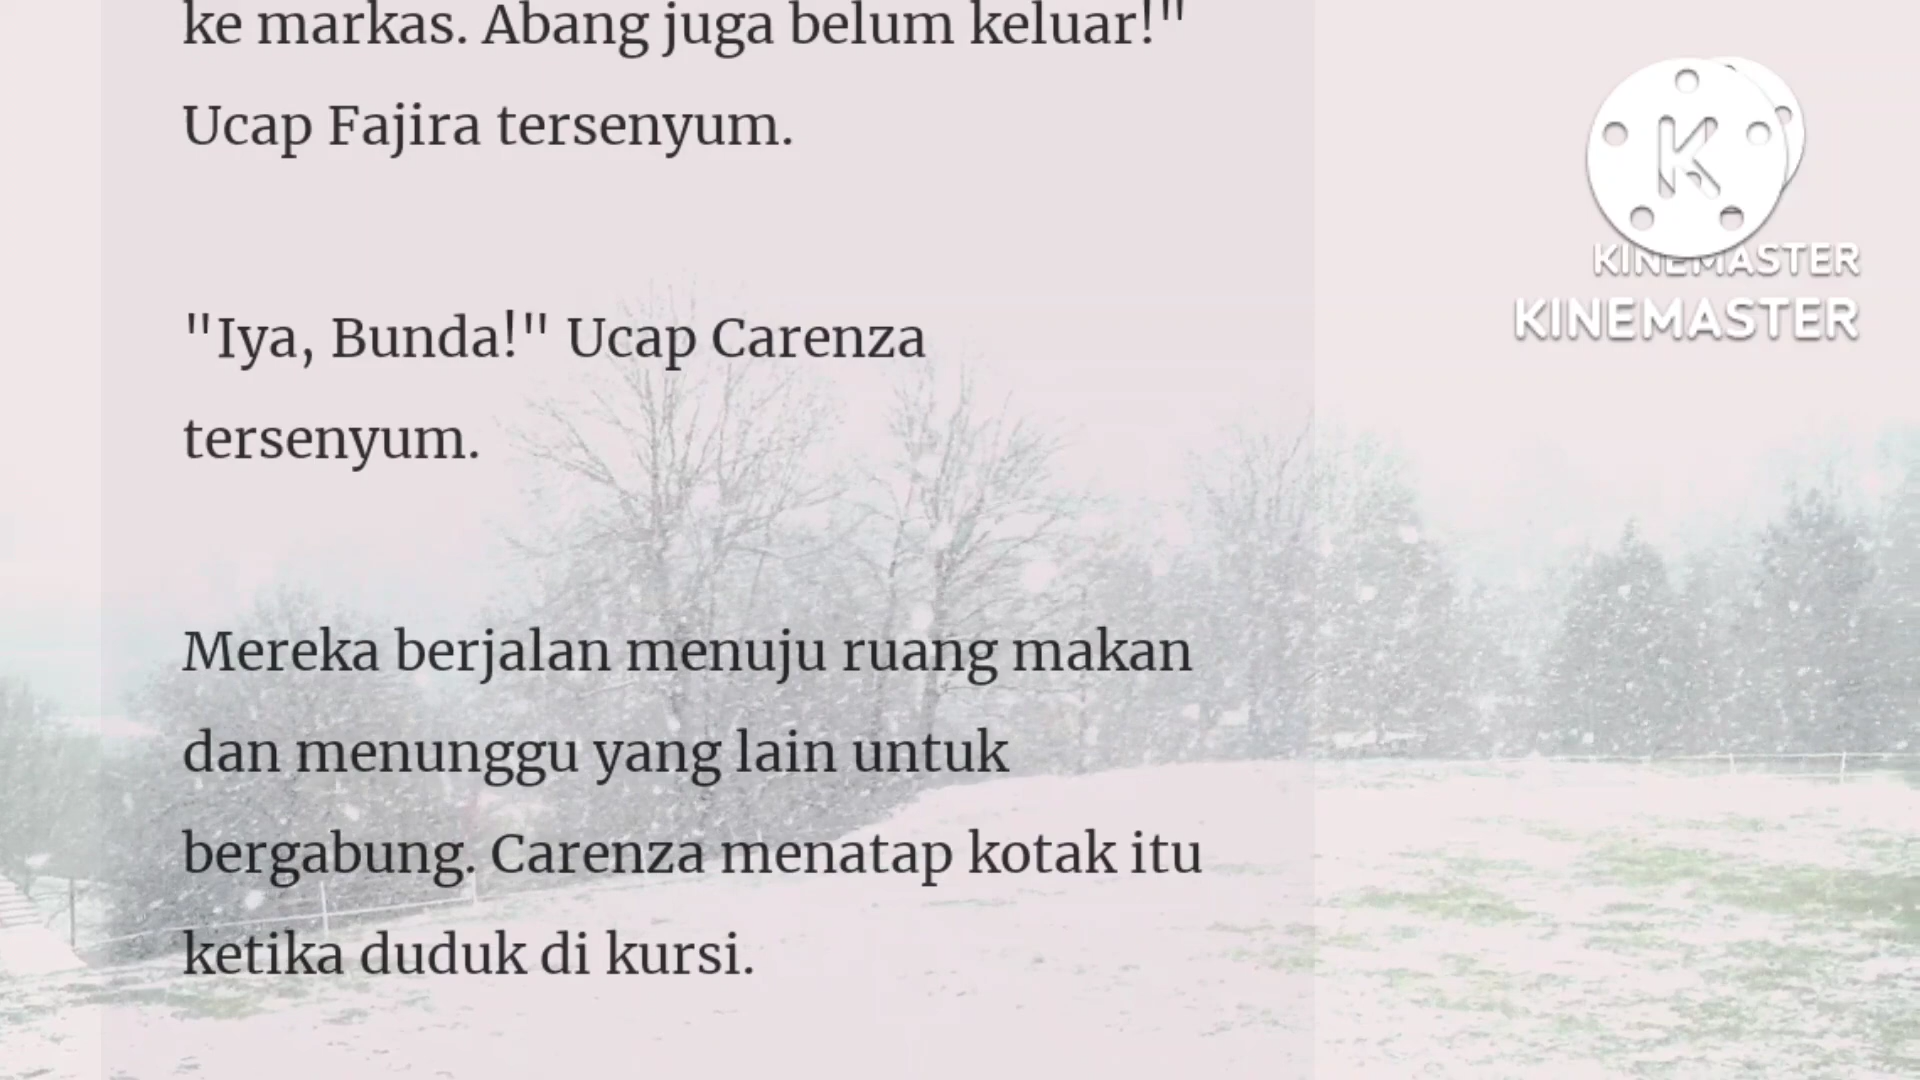 ke markas. Abang juga belum keluar!"
Ucap Fajira tersenyum.
"Iya, Bunda!" Ucap Carenza
tersenyum.
Mereka berjalan menuju ruang makan
dan menunggu yang lain untuk
bergabung. Carenza menatap kotak itu
ketika duduk di kursi.
K
KINEMASTER
KINEMASTER